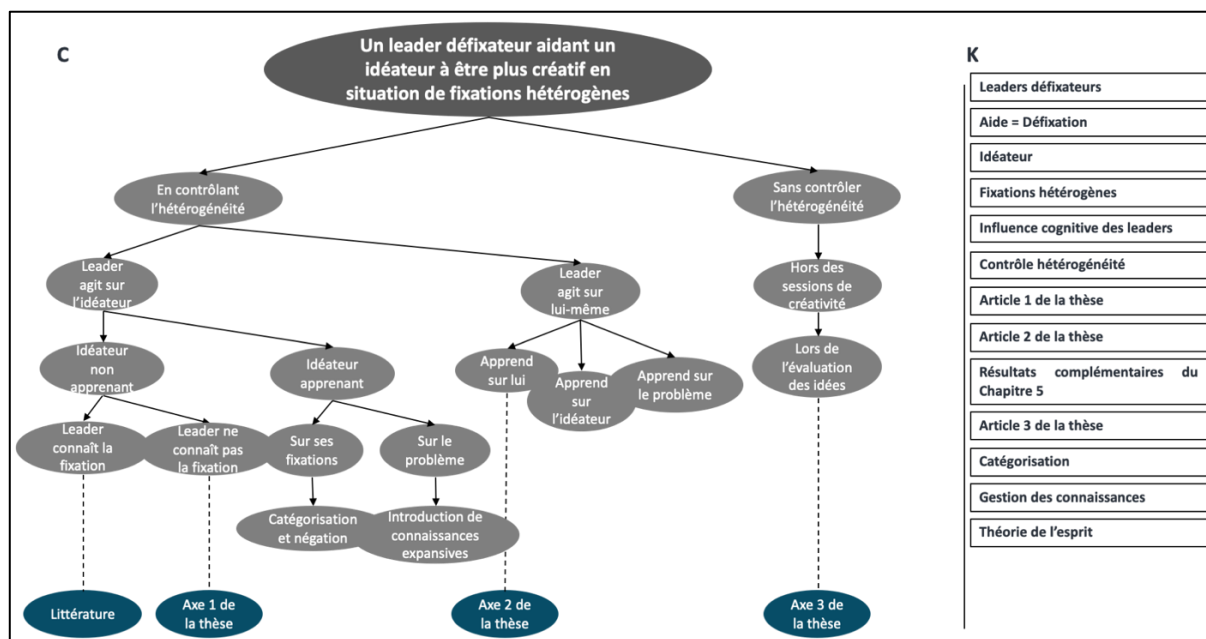 C
Un leader défixateur aidant un
idéateur à être plus créatif en
situation de fixations hétérogènes
En contrôlant
l'hétérogénéité
Sans contrôler
l'hétérogénéité
Leader
agit sur
l'idéateur
Leader
agit sur
lui-même
Hors des
sessions de
créativité
Idéateur
non
apprenant
Idéateur
apprenant
Apprend
sur lui
Apprend
sur
l'idéateur
Apprend sur
le problème
Lors de
l'évaluation
des idées
Leader
connaît la
fixation
Leader ne
connaît pas
la fixation
Sur ses
fixations
Sur le
problème
Catégorisation
et négation
Introduction de
connaissances
expansives
Littérature
Axe 1 de
la thèse
Axe 2 de
la thèse
Axe 3 de
la thèse
K
Leaders défixateurs
Aide = Défixation
Idéateur
Fixations hétérogènes
Influence cognitive des leaders
Contrôle hétérogénéité
Article 1 de la thèse
Article 2 de la thèse
Résultats complémentaires du
Chapitre 5
Article 3 de la thèse
Catégorisation
Gestion des connaissances
Théorie de l'esprit